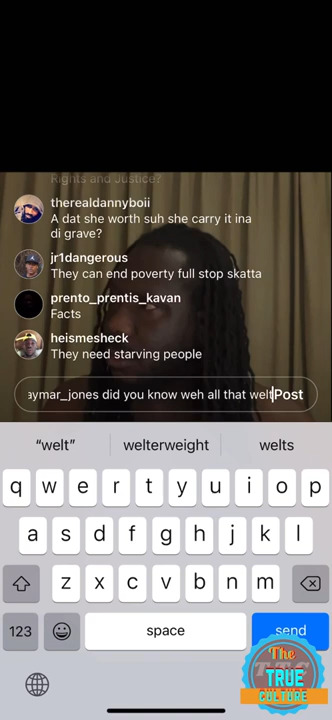 Rights and Justice?
therealdannyboii
A dat she worth suh she carry it ina
di grave?
jr1dangerous
They can end poverty full stop skatta
prento_prentis_kavan
Facts
heismesheck
They need starving people
aymar_jones did you know weh all that welt
Post
“welt” welterweight welts
q w e r t y u i o p
a s d f g h j k l
z x c v b n m
123 space send
The
T.T.C
TRUE
CULTURE